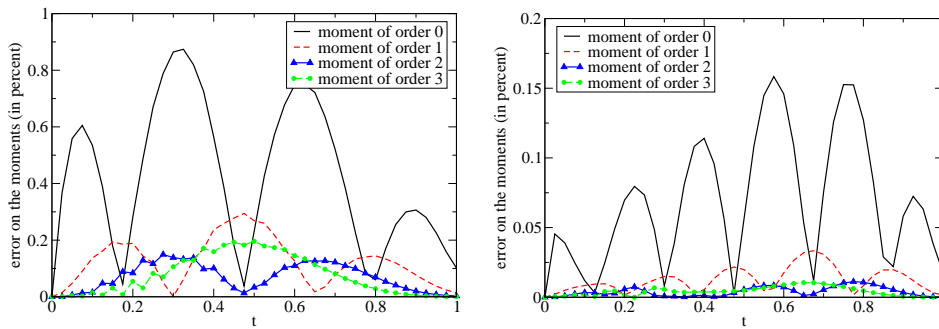 error on the moments (in percent)
1
0.8
0.6
0.4
0.2
0
moment of order 0
moment of order 1
moment of order 2
moment of order 3
0 0.2 0.4 0.6 0.8 1
t
error on the moments (in percent)
0.2
0.15
0.1
0.05
0
moment of order 0
moment of order 1
moment of order 2
moment of order 3
0 0.2 0.4 0.6 0.8
t